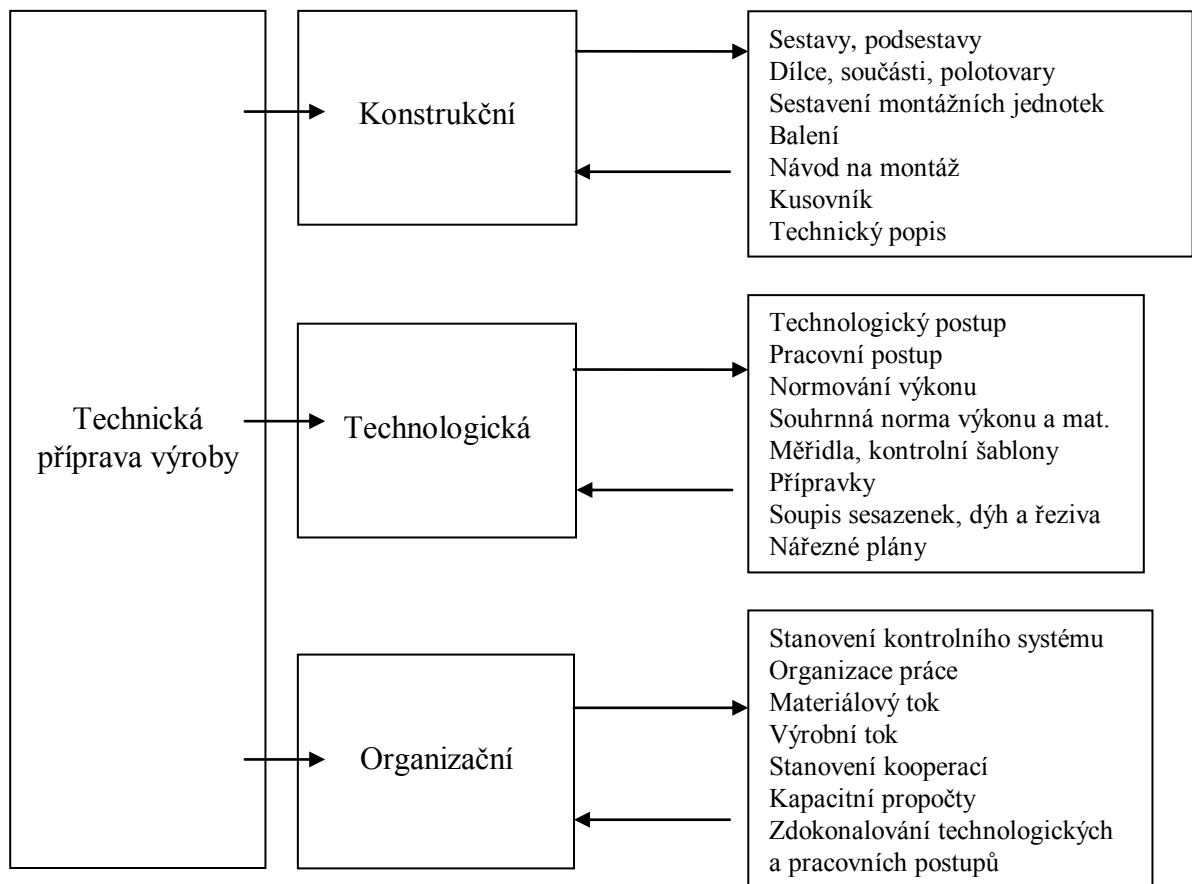 Technická
příprava výroby
Konstrukční
Sestavy, podsestavy
Dílce, součásti, polotovary
Sestavení montážních jednotek
Balení
Návod na montáž
Kusovník
Technický popis
Technologická
Technologický postup
Pracovní postup
Normování výkonu
Souhrnná norma výkonu a mat.
Měřidla, kontrolní šablony
Přípravky
Soupis sesazenek, dýh a řeziva
Nářezné plány
Organizační
Stanovení kontrolního systému
Organizace práce
Materiálový tok
Výrobní tok
Stanovení kooperací
Kapacitní propočty
Zdokonalování technologických
a pracovních postupů